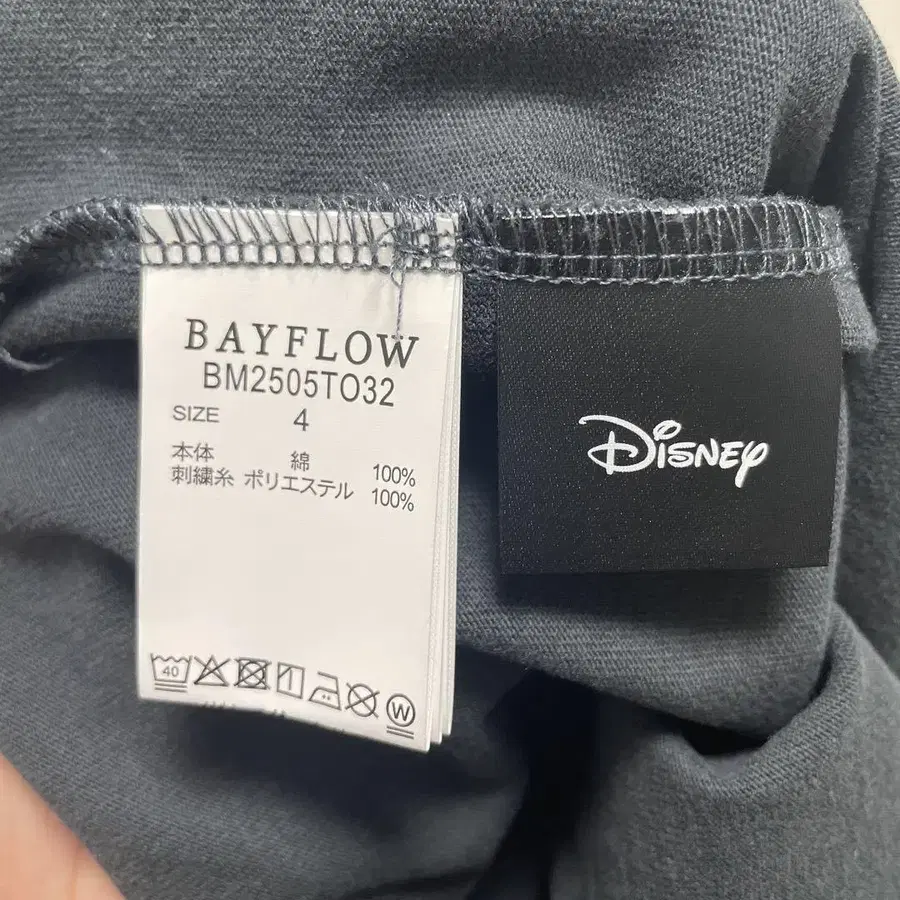 BAYFLOW
BM2505TO32
SIZE 4
本体 綿 100%
刺繍糸 ポリエステル 100%
40
W
Disney